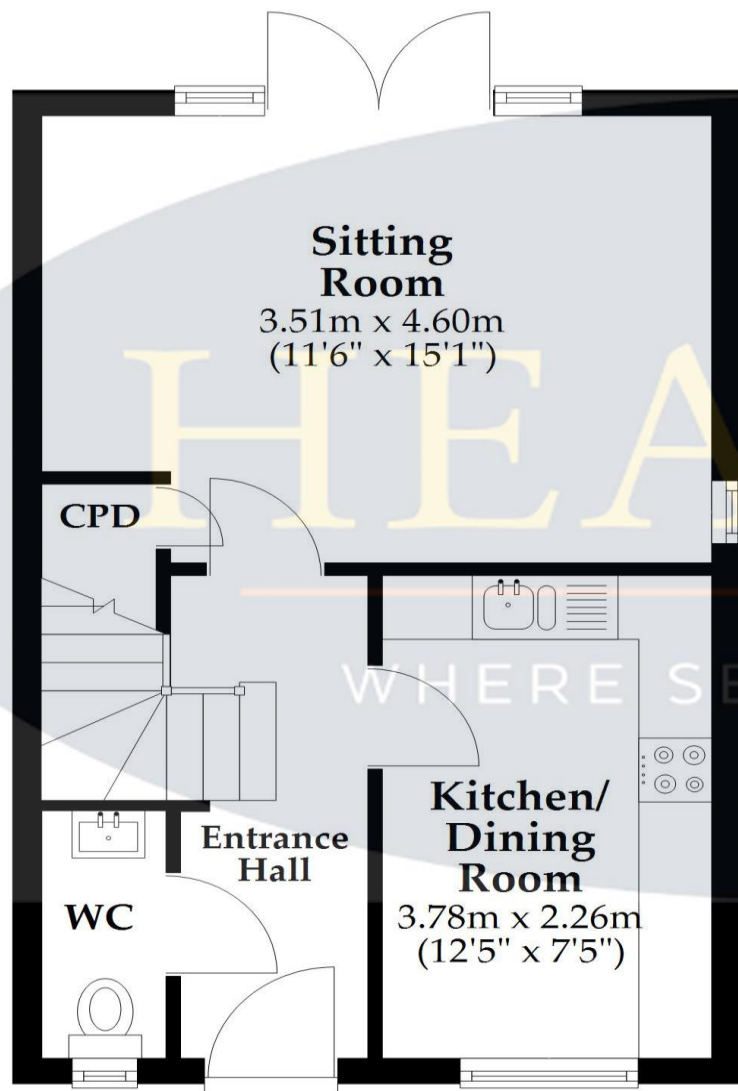 Sitting
Room
3.51m x 4.60m
(11'6" x 15'1")
HEA
CPD
WHERE SE
Kitchen/
Dining
Room
3.78m x 2.26m
(12'5" x 7'5")
Entrance
Hall
WC